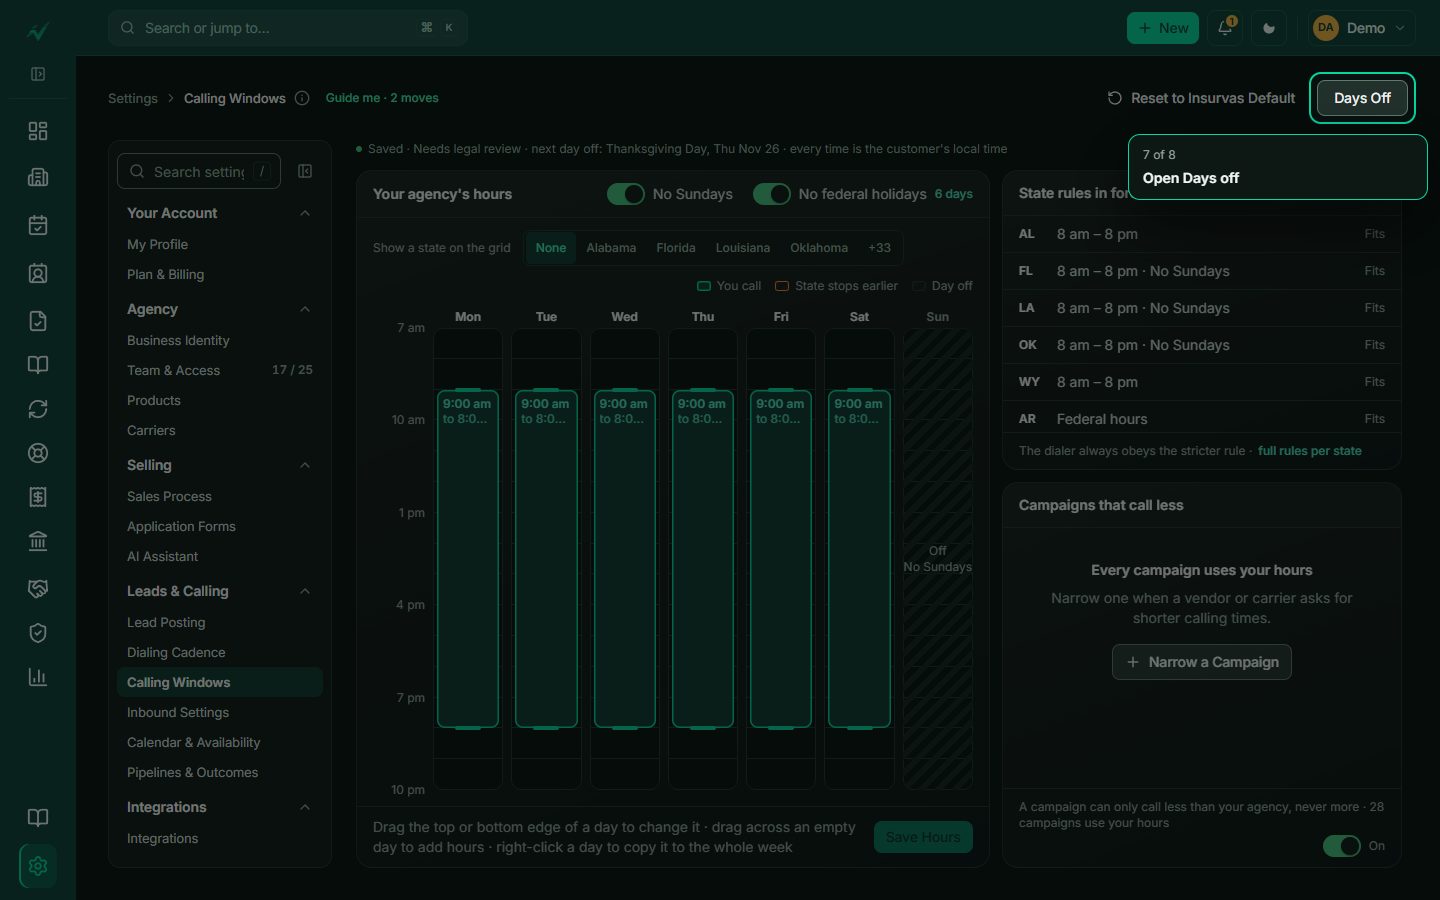 Search or jump to...
⌘ K
New
1
DA
Demo
Settings
Calling Windows
Guide me · 2 moves
Reset to Insurvas Default
Days Off
7 of 8
Open Days off
Search setting
/
Your Account
My Profile
Plan & Billing
Agency
Business Identity
Team & Access 17 / 25
Products
Carriers
Selling
Sales Process
Application Forms
AI Assistant
Leads & Calling
Lead Posting
Dialing Cadence
Calling Windows
Inbound Settings
Calendar & Availability
Pipelines & Outcomes
Integrations
Integrations
Saved · Needs legal review · next day off: Thanksgiving Day, Thu Nov 26 · every time is the customer's local time
Your agency's hours
No Sundays
No federal holidays 6 days
Show a state on the grid
None
Alabama
Florida
Louisiana
Oklahoma
+33
You call
State stops earlier
Day off
Mon Tue Wed Thu Fri Sat Sun
7 am
10 am
1 pm
4 pm
7 pm
10 pm
9:00 am
to 8:0...
9:00 am
to 8:0...
9:00 am
to 8:0...
9:00 am
to 8:0...
9:00 am
to 8:0...
9:00 am
to 8:0...
Off
No Sundays
Drag the top or bottom edge of a day to change it · drag across an empty
day to add hours · right-click a day to copy it to the whole week
Save Hours
State rules in for
AL 8 am – 8 pm Fits
FL 8 am – 8 pm · No Sundays Fits
LA 8 am – 8 pm · No Sundays Fits
OK 8 am – 8 pm · No Sundays Fits
WY 8 am – 8 pm Fits
AR Federal hours Fits
The dialer always obeys the stricter rule · full rules per state
Campaigns that call less
Every campaign uses your hours
Narrow one when a vendor or carrier asks for
shorter calling times.
Narrow a Campaign
A campaign can only call less than your agency, never more · 28
campaigns use your hours
On